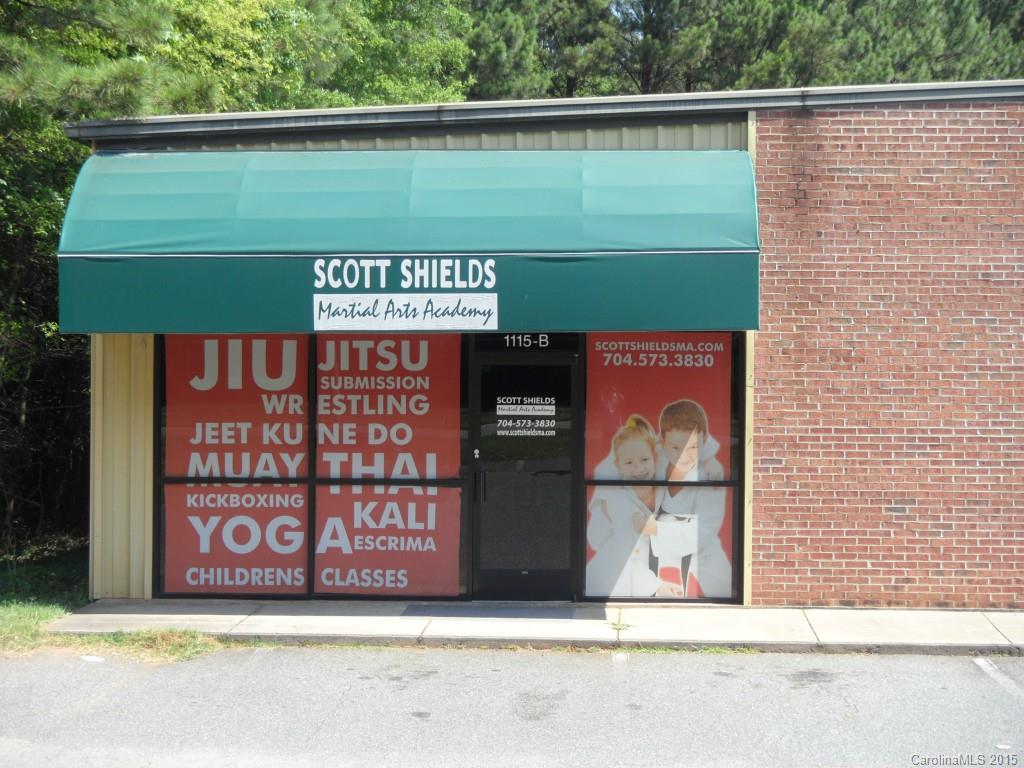 SCOTT SHIELDS
Martial Arts Academy
1115-B
JIU JITSU
SUBMISSION
WRESTLING
JEET KUNE DO
MUAY THAI
KICKBOXING
KALI
YOGA
ESCRIMA
CHILDRENS CLASSES
SCOTT SHIELDS
Martial Arts Academy
704-573-3830
www.scottshieldsma.com
SCOTTSHIELDSMA.COM
704.573.3830
CarolinaMLS 2015